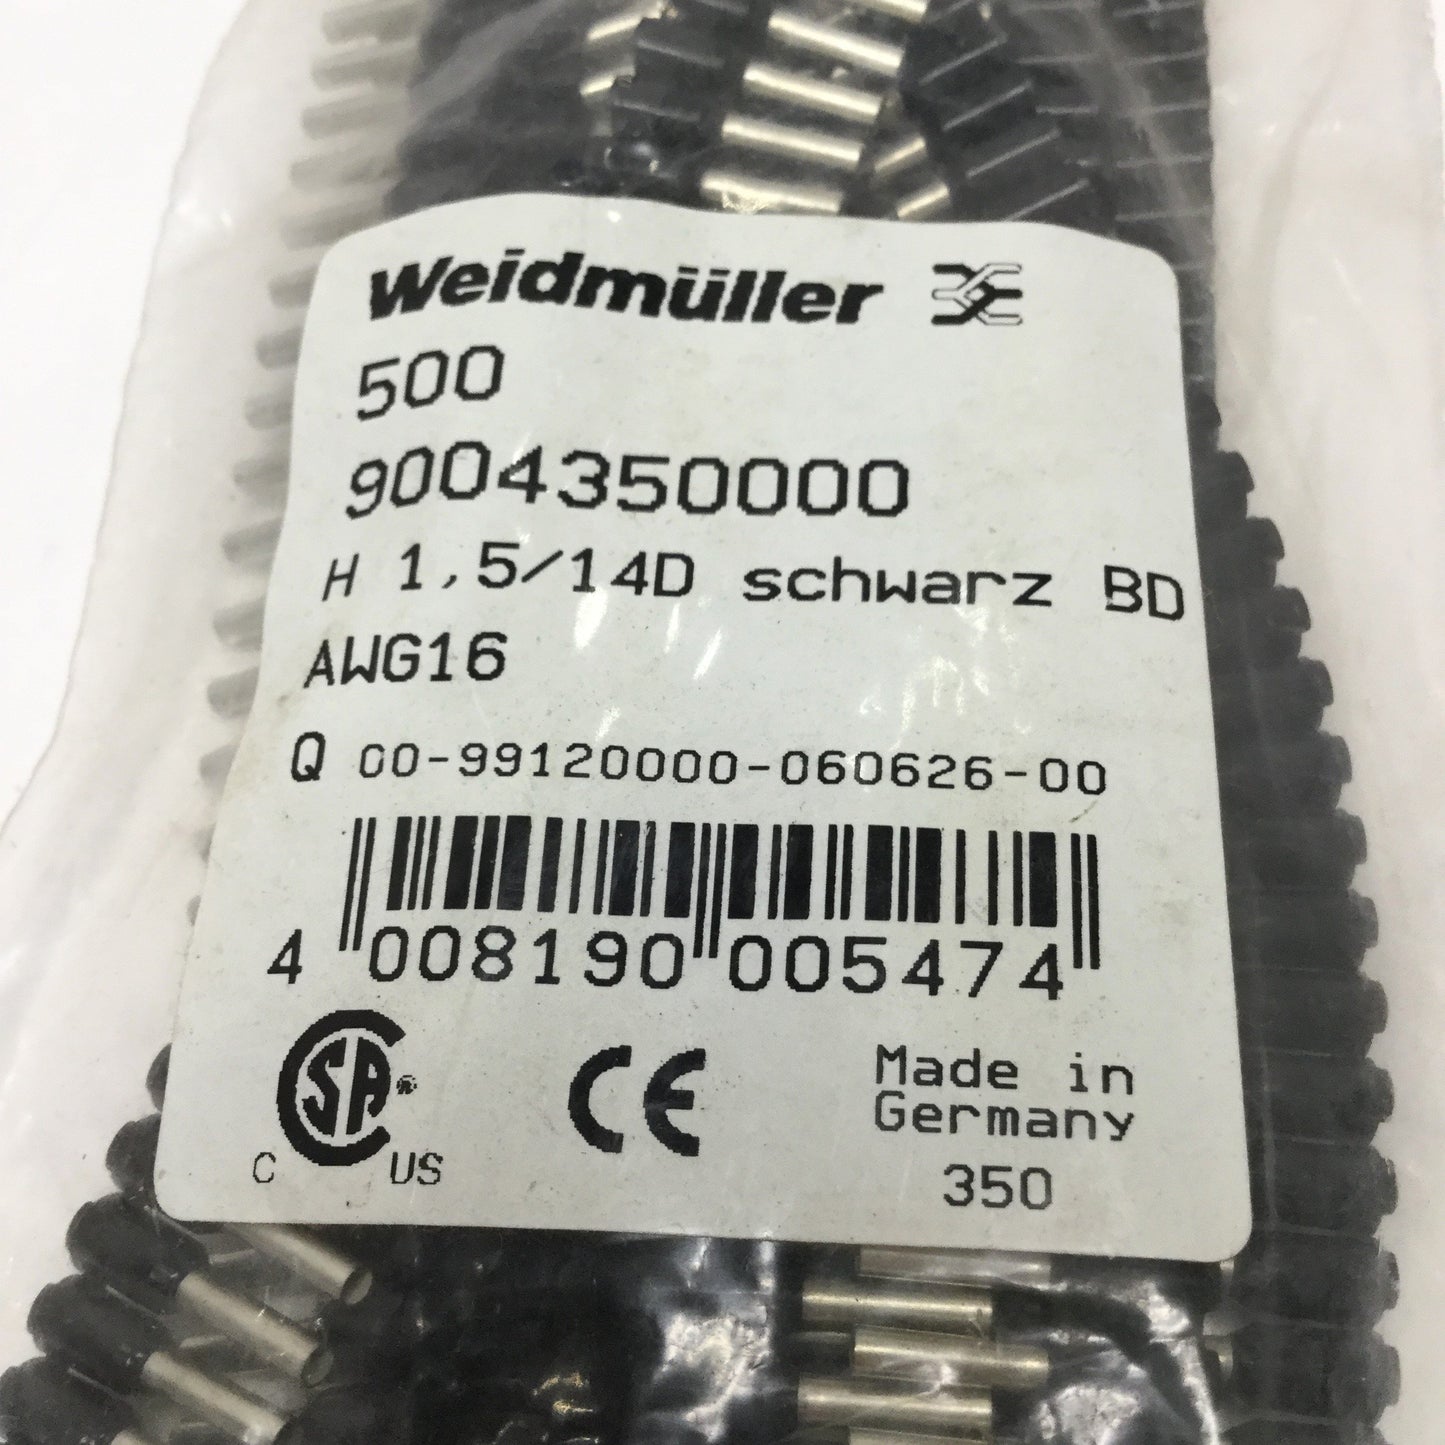 Weidmüller
500
9004350000
H 1,5/14D schwarz BD
AWG16
Q 00-99120000-060626-00
4 008190 005474
CSA®
C US
CE
Made in
Germany
350